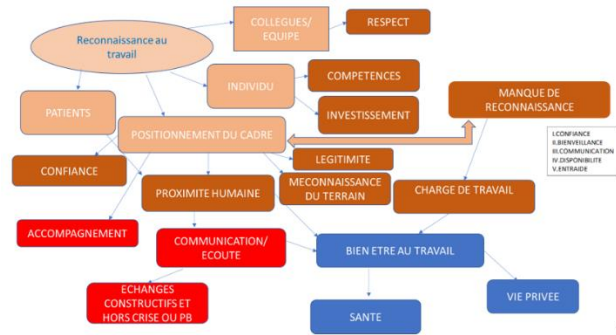 Reconnaissance au
travail
COLLEGUES/
EQUIPE
RESPECT
INDIVIDU
COMPETENCES
INVESTISSEMENT
MANQUE DE
RECONNAISSANCE
PATIENTS
POSITIONNEMENT DU CADRE
I.CONFIANCE
II.BIENVEILLANCE
III.COMMUNICATION
IV.DISPONIBILITE
V.ENTRAIDE
CONFIANCE
LEGITIMITE
PROXIMITE HUMAINE
MECONNAISSANCE
DU TERRAIN
CHARGE DE TRAVAIL
ACCOMPAGNEMENT
COMMUNICATION/
ECOUTE
BIEN ETRE AU TRAVAIL
ECHANGES
CONSTRUCTIFS ET
HORS CRISE OU PB
SANTE
VIE PRIVEE